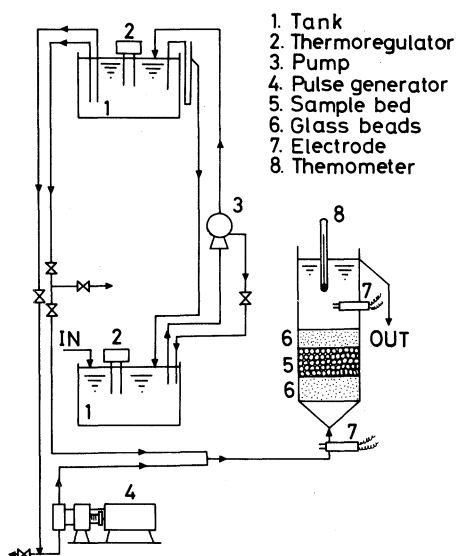 1. Tank
2. Thermoregulator
3. Pump
4. Pulse generator
5. Sample bed
6. Glass beads
7. Electrode
8. Themometer
2
1
3
8
7
OUT
6
5
6
IN
2
1
7
4